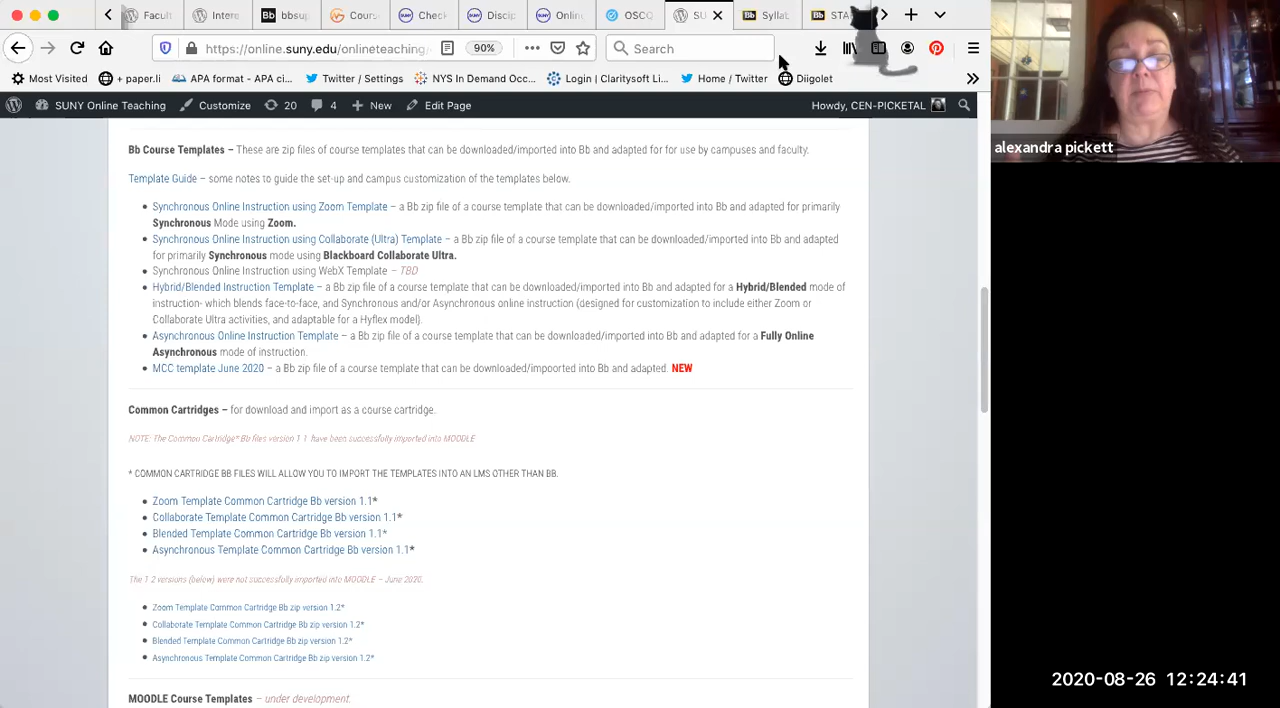 Facult
Intero
Bb bbsup
Cours
SUNY Check
SUNY Discip
SUNY Online
OSCQ
SU
Bb Syllab
Bb STA
https://online.suny.edu/onlineteaching/
90%
Search
Most Visited
+ paper.li
APA format - APA ci...
Twitter / Settings
NYS In Demand Occ...
Login | Claritysoft | L...
Home / Twitter
Diigolet
SUNY Online Teaching
Customize
20
4
New
Edit Page
Howdy, CEN-PICKETAL
alexandra pickett
Bb Course Templates – These are zip files of course templates that can be downloaded/imported into Bb and adapted for for use by campuses and faculty.
Template Guide – some notes to guide the set-up and campus customization of the templates below.
Synchronous Online Instruction using Zoom Template – a Bb zip file of a course template that can be downloaded/imported into Bb and adapted for primarily
Synchronous Mode using Zoom.
Synchronous Online Instruction using Collaborate (Ultra) Template – a Bb zip file of a course template that can be downloaded/imported into Bb and adapted
for primarily Synchronous mode using Blackboard Collaborate Ultra.
Synchronous Online Instruction using WebX Template – TBD
Hybrid/Blended Instruction Template – a Bb zip file of a course template that can be downloaded/imported into Bb and adapted for a Hybrid/Blended mode of
instruction- which blends face-to-face, and Synchronous and/or Asynchronous online instruction (designed for customization to include either Zoom or
Collaborate Ultra activities, and adaptable for a Hyflex model).
Asynchronous Online Instruction Template – a Bb zip file of a course template that can be downloaded/imported into Bb and adapted for a Fully Online
Asynchronous mode of instruction.
MCC template June 2020 – a Bb zip file of a course template that can be downloaded/impoorted into Bb and adapted. NEW
Common Cartridges – for download and import as a course cartridge.
NOTE: The Common Cartridge* Bb files version 1 1 have been successfully imported into MOODLE
* COMMON CARTRIDGE BB FILES WILL ALLOW YOU TO IMPORT THE TEMPLATES INTO AN LMS OTHER THAN BB.
Zoom Template Common Cartridge Bb version 1.1*
Collaborate Template Common Cartridge Bb version 1.1*
Blended Template Common Cartridge Bb version 1.1*
Asynchronous Template Common Cartridge Bb version 1.1*
The 1 2 versions (below) were not successfully imported into MOODLE – June 2020.
Zoom Template Common Cartridge Bb zip version 1.2*
Collaborate Template Common Cartridge Bb zip version 1.2*
Blended Template Common Cartridge Bb zip version 1.2*
Asynchronous Template Common Cartridge Bb zip version 1.2*
MOODLE Course Templates – under development.
2020-08-26 12:24:41